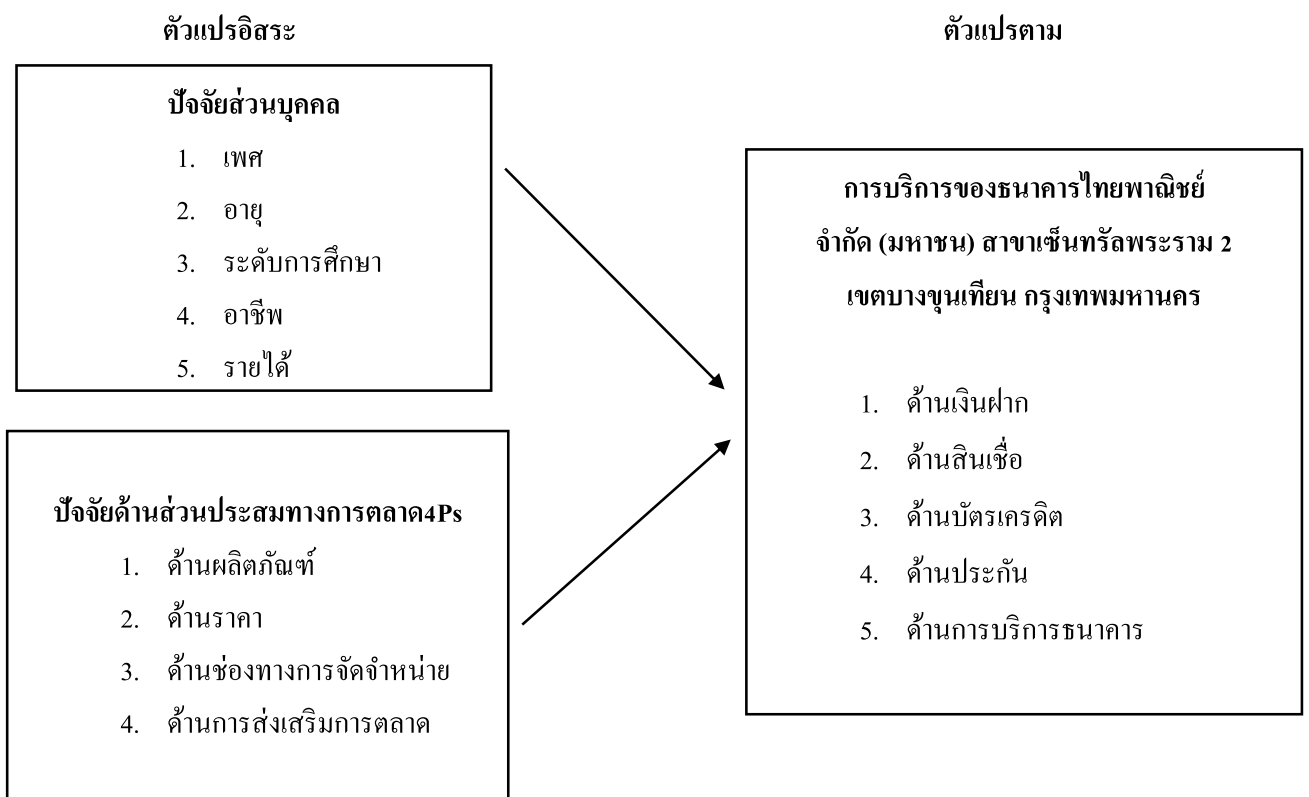 ตัวแปรอิสระ
ปัจจัยส่วนบุคคล
1. เพศ
2. อายุ
3. ระดับการศึกษา
4. อาชีพ
5. รายได้
ปัจจัยด้านส่วนประสมทางการตลาด4Ps
1. ด้านผลิตภัณฑ์
2. ด้านราคา
3. ด้านช่องทางการจัดจำหน่าย
4. ด้านการส่งเสริมการตลาด
ตัวแปรตาม
การบริการของธนาคารไทยพาณิชย์
จำกัด (มหาชน) สาขาเซ็นทรัลพระราม 2
เขตบางขุนเทียน กรุงเทพมหานคร
1. ด้านเงินฝาก
2. ด้านสินเชื่อ
3. ด้านบัตรเครดิต
4. ด้านประกัน
5. ด้านการบริการธนาคาร